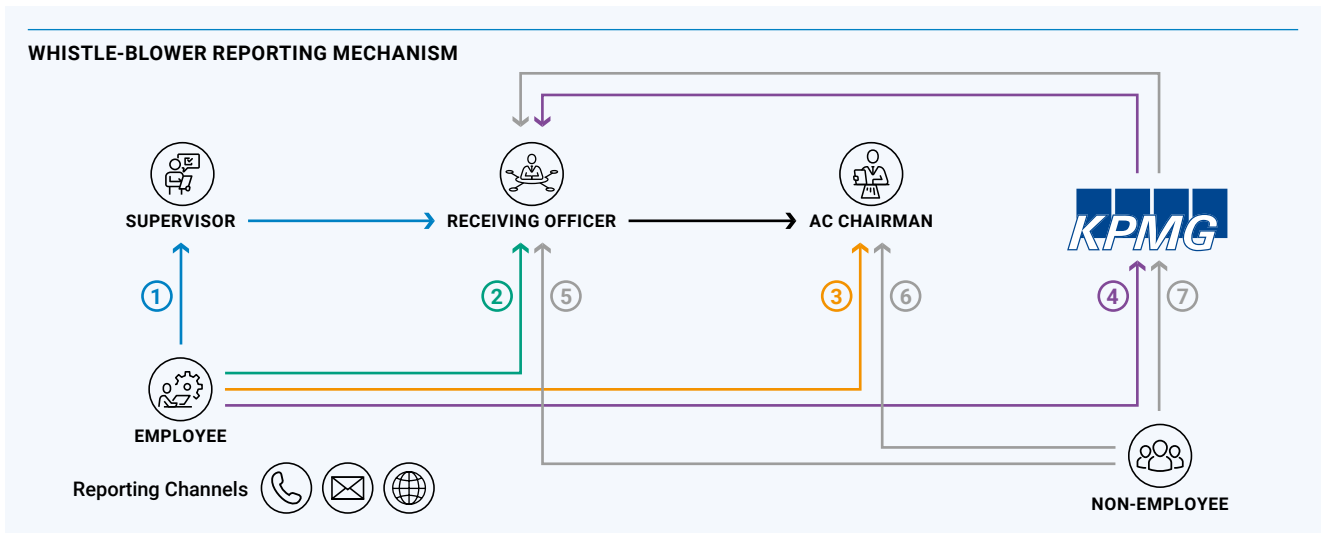 WHISTLE-BLOWER REPORTING MECHANISM
SUPERVISOR
RECEIVING OFFICER
AC CHAIRMAN
KPMG
1
2
5
3
6
4
7
EMPLOYEE
Reporting Channels
NON-EMPLOYEE